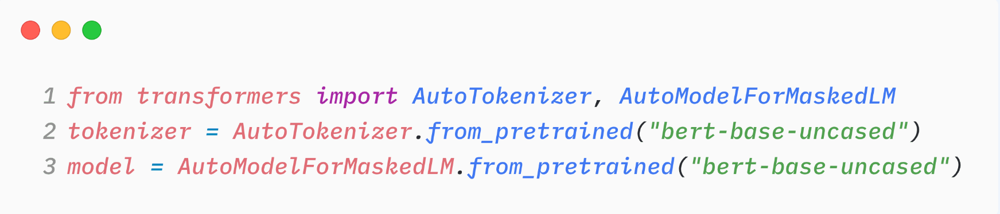 1 from transformers import AutoTokenizer, AutoModelForMaskedLM
2 tokenizer = AutoTokenizer.from_pretrained("bert-base-uncased")
3 model = AutoModelForMaskedLM.from_pretrained("bert-base-uncased")